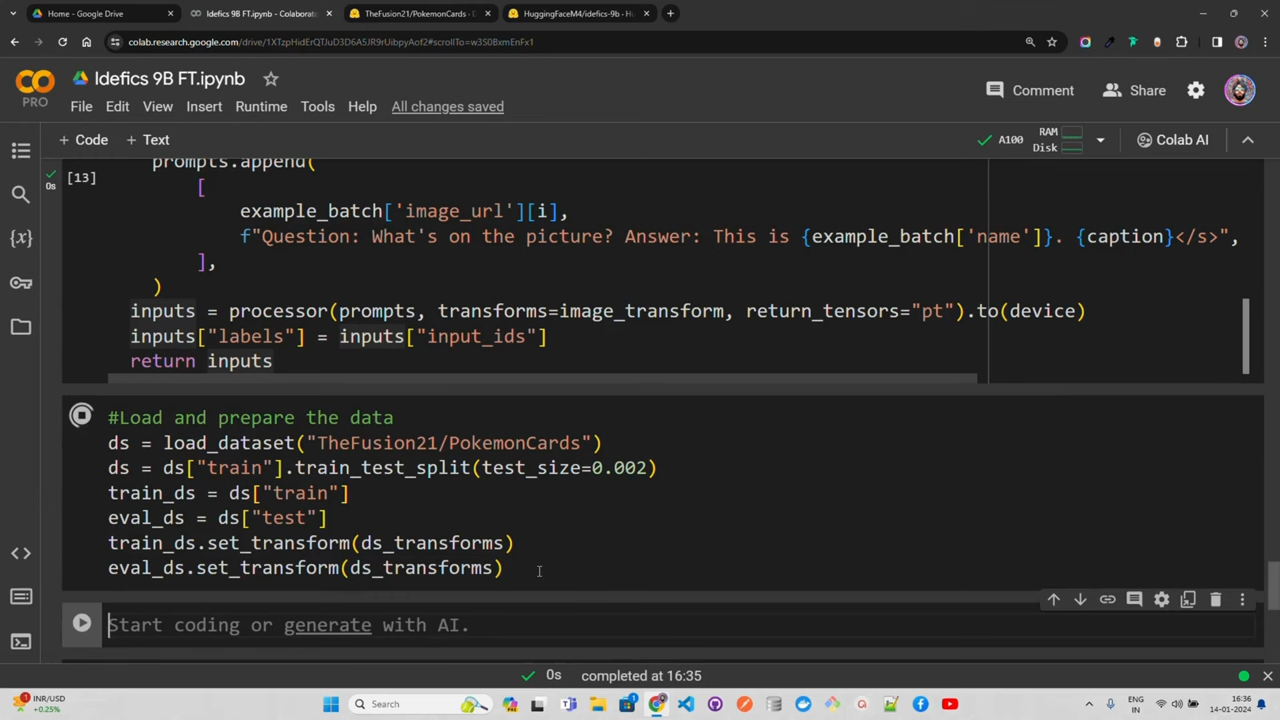 Home - Google Drive
Idefics 9B FT.ipynb - Colaborato
TheFusion21/PokemonCards - D
HuggingFaceM4/idefics-9b - Hu
colab.research.google.com/drive/1XTzpHidErQTJuD3D6A5JR9rUibpyAof2#scrollTo=w3S0BxmEnFx1
CO
PRO
Idefics 9B FT.ipynb
Comment
Share
File Edit View Insert Runtime Tools Help All changes saved
+ Code + Text
A100
RAM
Disk
Colab AI
0s
[13]
prompts.append(
[
example_batch['image_url'][i],
f"Question: What's on the picture? Answer: This is {example_batch['name']}. {caption}</s>",
],
)
inputs = processor(prompts, transforms=image_transform, return_tensors="pt").to(device)
inputs["labels"] = inputs["input_ids"]
return inputs
#Load and prepare the data
ds = load_dataset("TheFusion21/PokemonCards")
ds = ds["train"].train_test_split(test_size=0.002)
train_ds = ds["train"]
eval_ds = ds["test"]
train_ds.set_transform(ds_transforms)
eval_ds.set_transform(ds_transforms)
Start coding or generate with AI.
0s completed at 16:35
INR/USD
+0.25%
Search
ENG
IN
16:36
14-01-2024